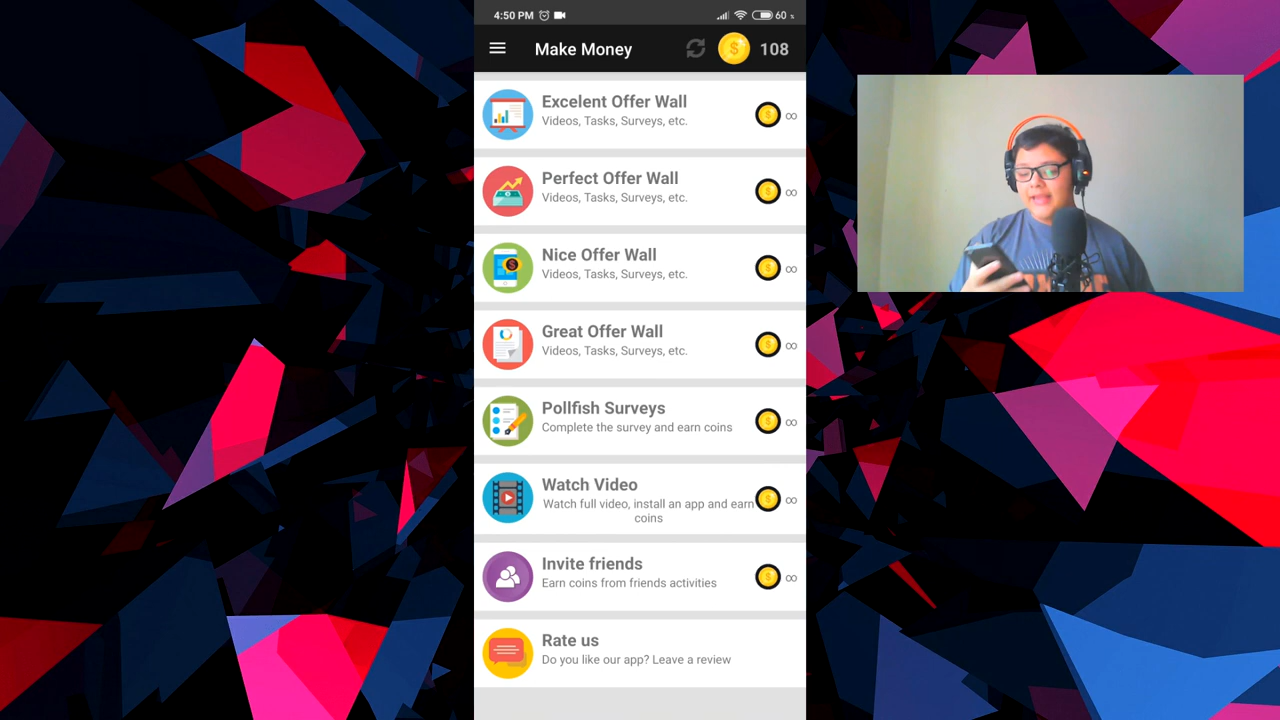 4:50 PM 60 %
Make Money 108
Excelent Offer Wall
Videos, Tasks, Surveys, etc.
∞
Perfect Offer Wall
Videos, Tasks, Surveys, etc.
∞
Nice Offer Wall
Videos, Tasks, Surveys, etc.
∞
Great Offer Wall
Videos, Tasks, Surveys, etc.
∞
Pollfish Surveys
Complete the survey and earn coins
∞
Watch Video
Watch full video, install an app and earn
coins
∞
Invite friends
Earn coins from friends activities
∞
Rate us
Do you like our app? Leave a review